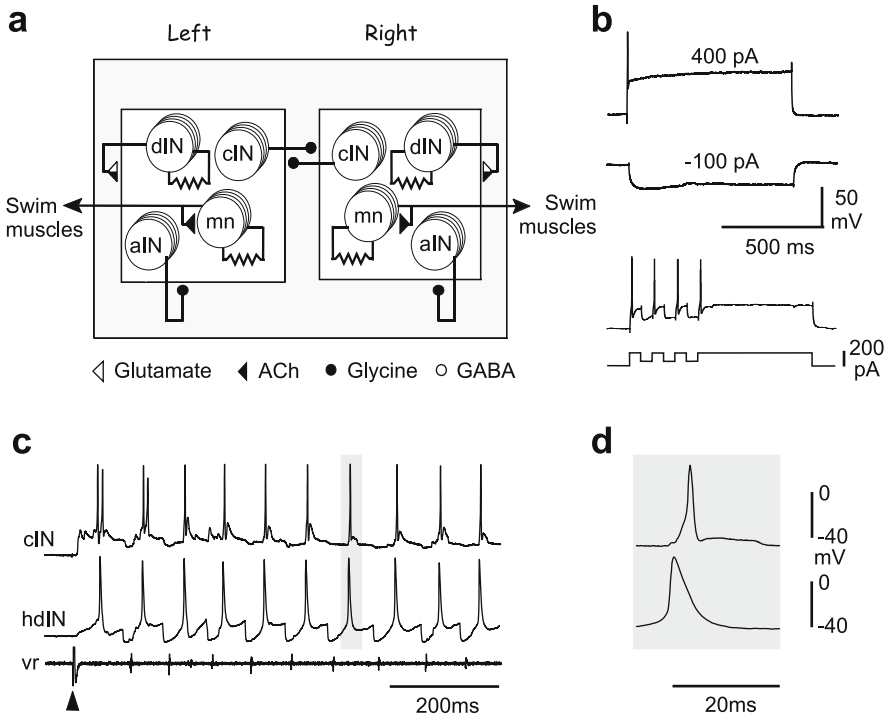 a
Left
Right
dIN
cIN
cIN
dIN
Swim
muscles
mn
mn
Swim
muscles
aIN
aIN
Glutamate
ACh
Glycine
GABA
b
400 pA
-100 pA
50
mV
500 ms
200
pA
c
cIN
hdIN
vr
200ms
d
0
-40
mV
0
-40
20ms